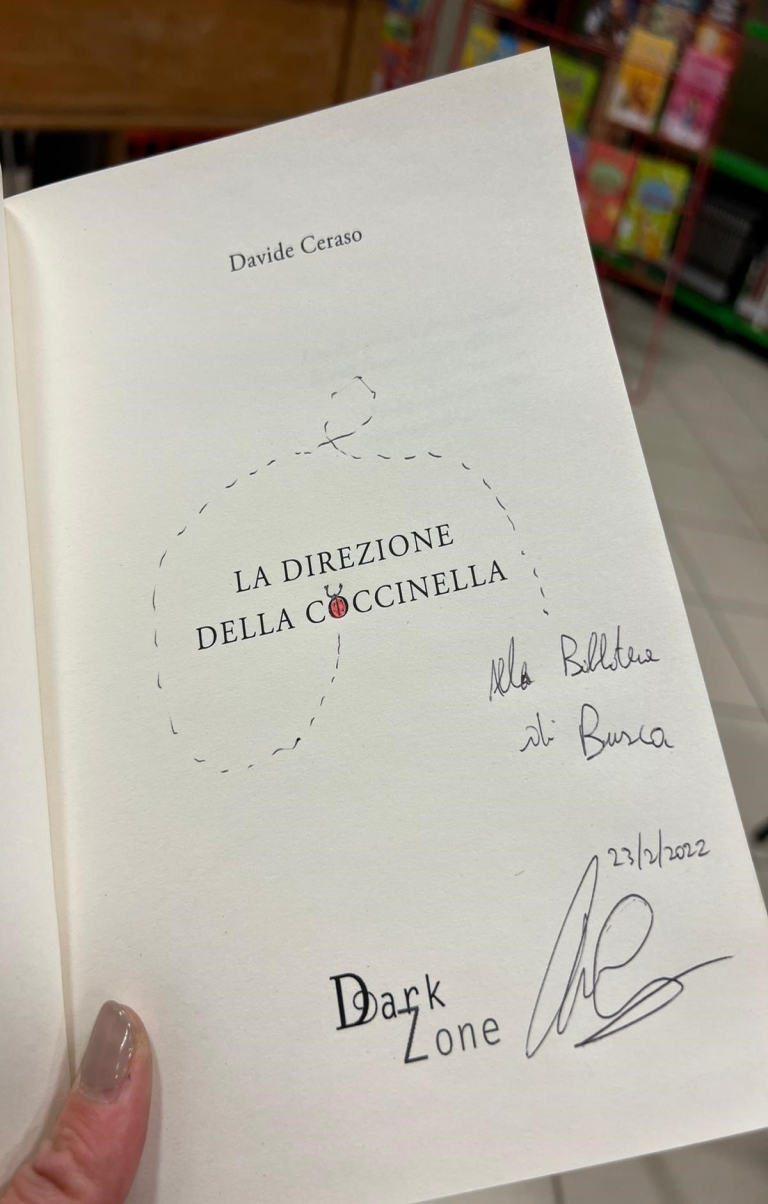 Davide Ceraso
LA DIREZIONE
DELLA COCCINELLA
Alla Biblioteca
di Busca
23/2/2022
Dark
Zone